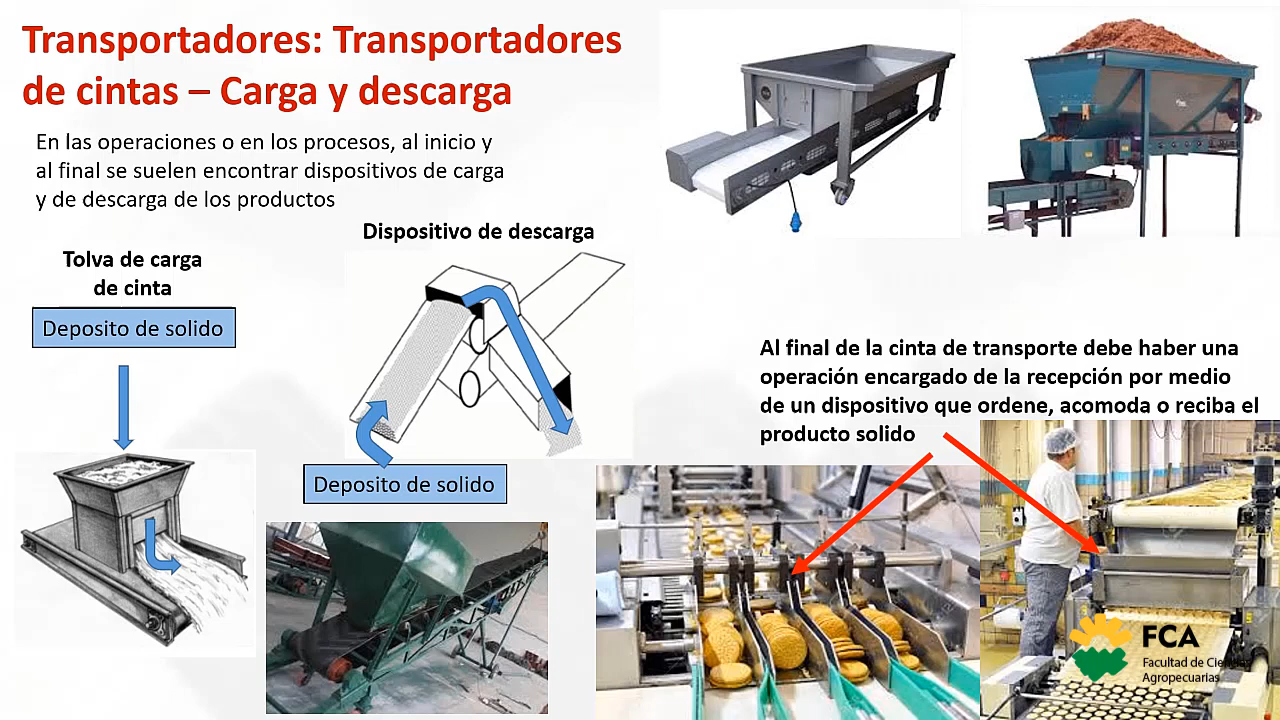 Transportadores: Transportadores
de cintas – Carga y descarga
En las operaciones o en los procesos, al inicio y
al final se suelen encontrar dispositivos de carga
y de descarga de los productos
Dispositivo de descarga
Tolva de carga
de cinta
Deposito de solido
Deposito de solido
Al final de la cinta de transporte debe haber una
operación encargado de la recepción por medio
de un dispositivo que ordene, acomoda o reciba el
producto solido
FCA
Facultad de Ciencias
Agropecuarias